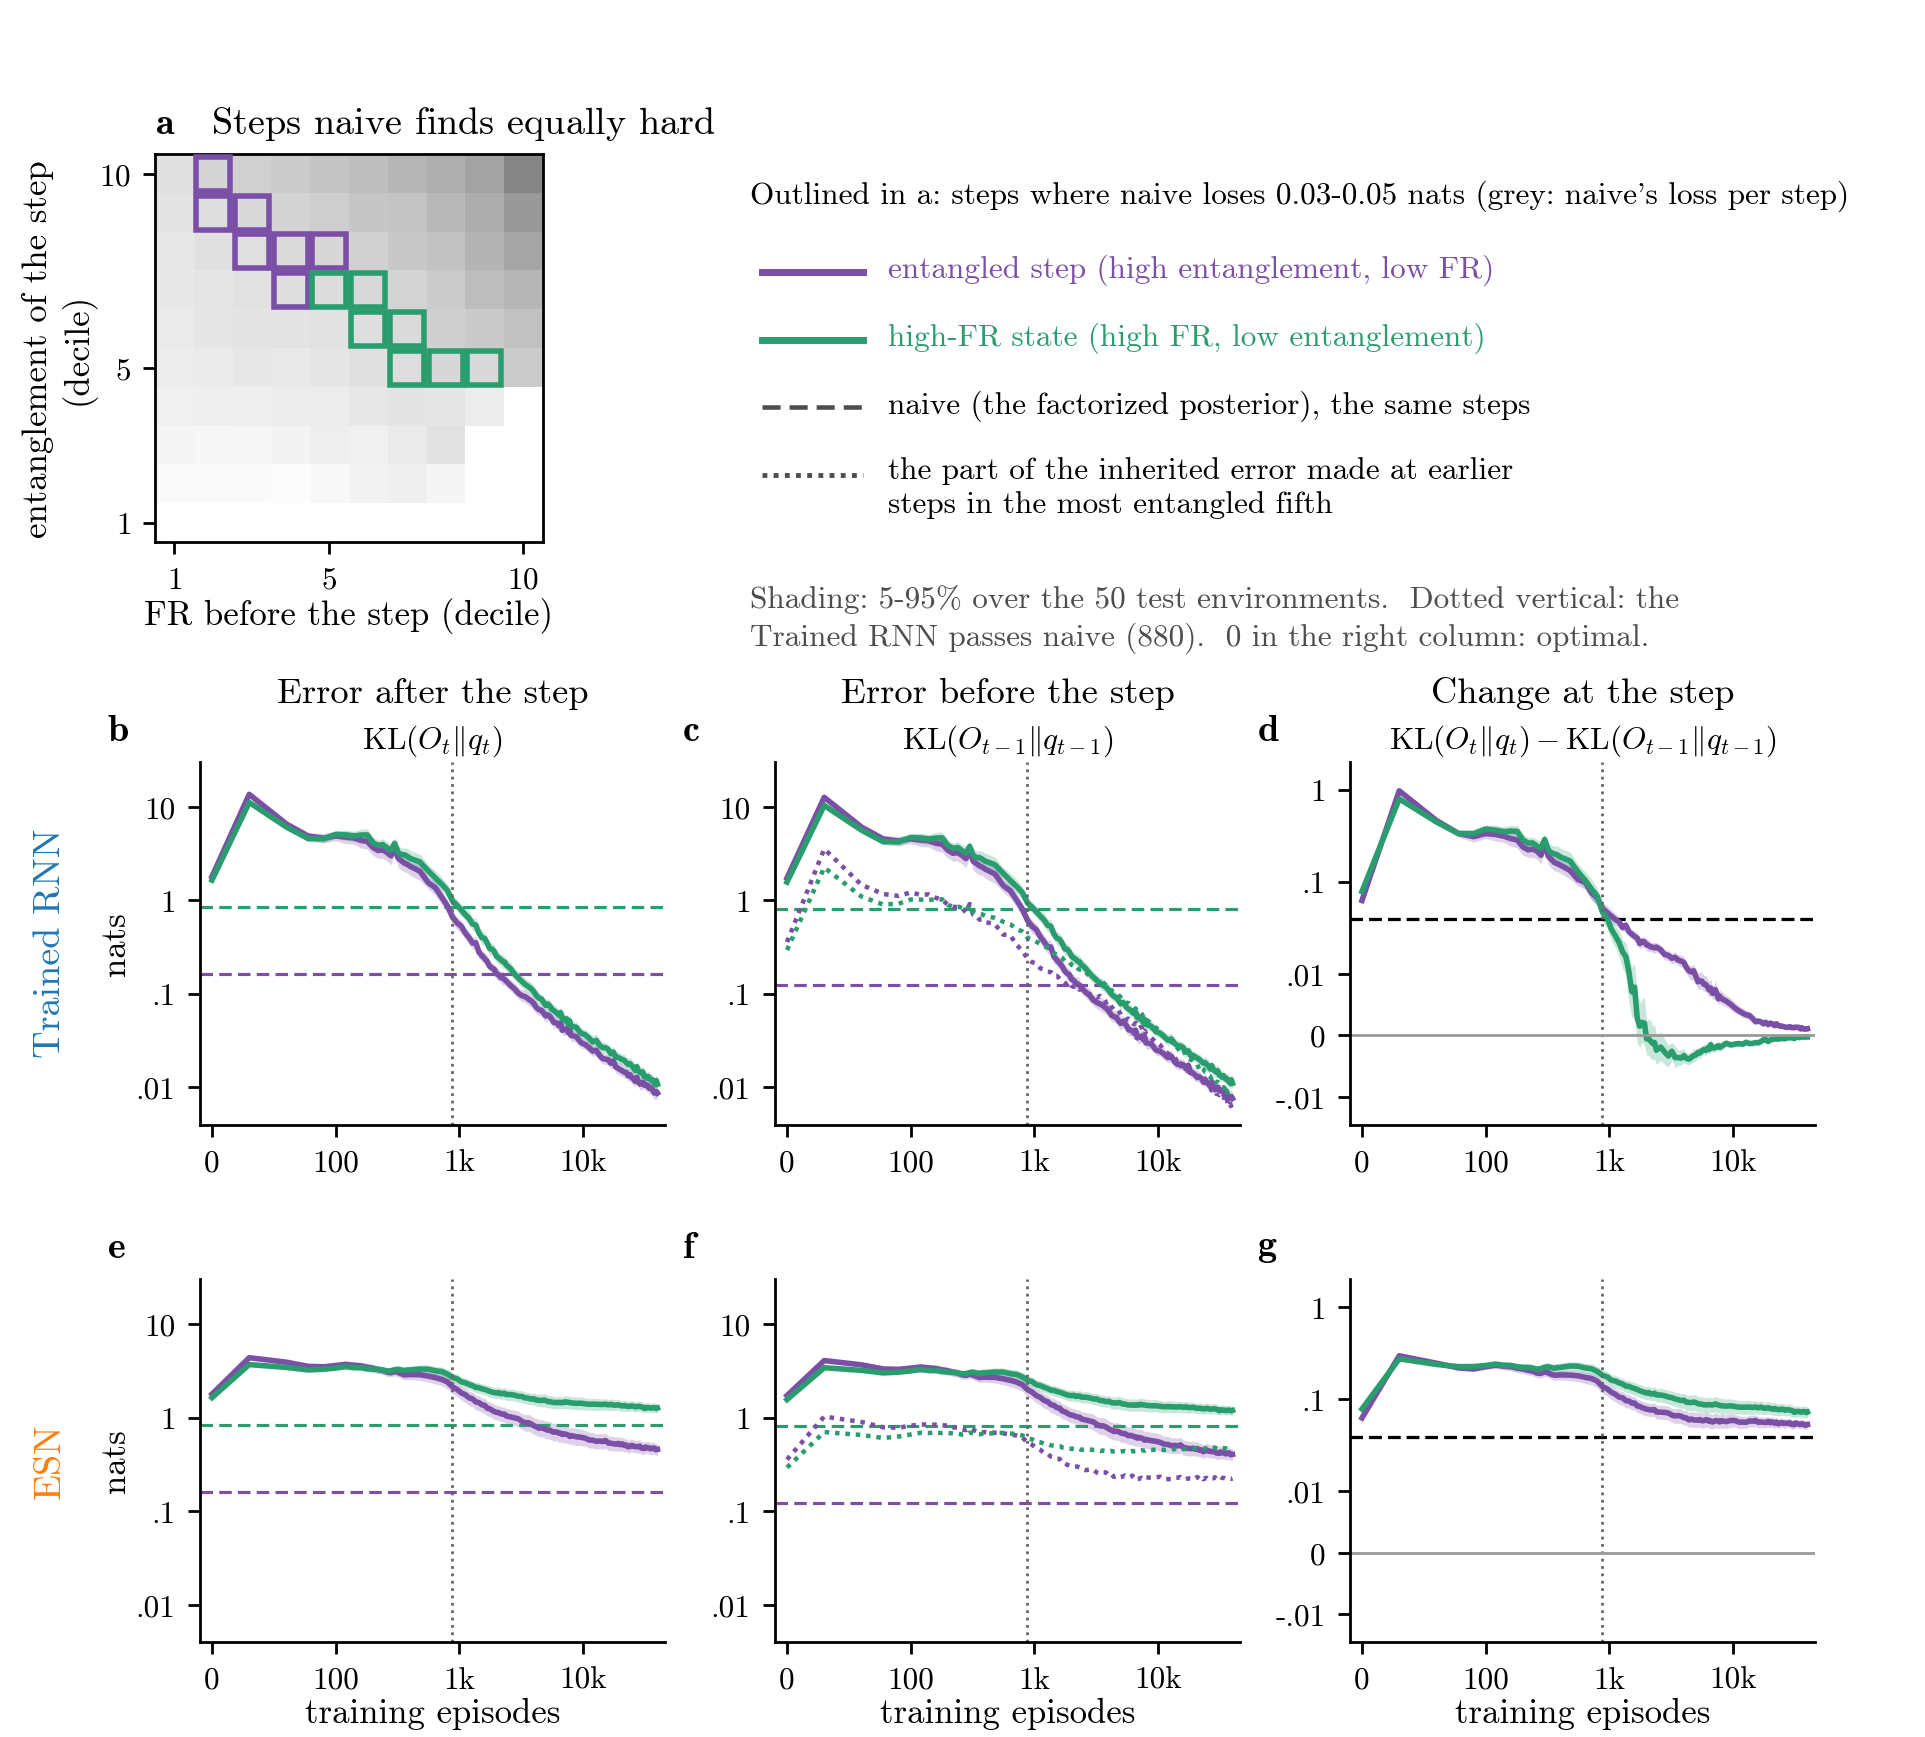 a Steps naive finds equally hard
entanglement of the step
(decile)
10
5
1
1 5 10
FR before the step (decile)
Outlined in a: steps where naive loses 0.03-0.05 nats (grey: naive's loss per step)
entangled step (high entanglement, low FR)
high-FR state (high FR, low entanglement)
naive (the factorized posterior), the same steps
the part of the inherited error made at earlier
steps in the most entangled fifth
Shading: 5-95% over the 50 test environments. Dotted vertical: the
Trained RNN passes naive (880). 0 in the right column: optimal.
Trained RNN
Error after the step
b
KL(O_t‖q_t)
nats
10
1
.1
.01
0 100 1k 10k
Error before the step
c
KL(O_{t−1}‖q_{t−1})
10
1
.1
.01
0 100 1k 10k
Change at the step
d
KL(O_t‖q_t) − KL(O_{t−1}‖q_{t−1})
1
.1
.01
0
-.01
0 100 1k 10k
ESN
e
nats
10
1
.1
.01
0 100 1k 10k
training episodes
f
10
1
.1
.01
0 100 1k 10k
training episodes
g
1
.1
.01
0
-.01
0 100 1k 10k
training episodes